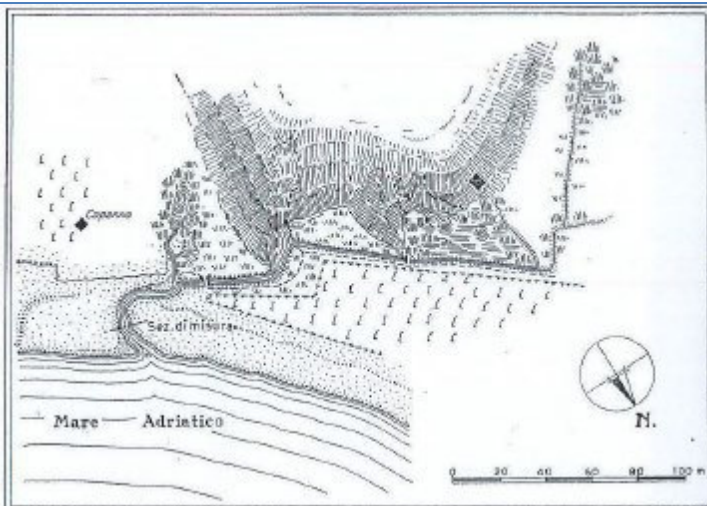 Capanna
Sez. di misura
Mare Adriatico
N.
0 20 40 60 80 100 m